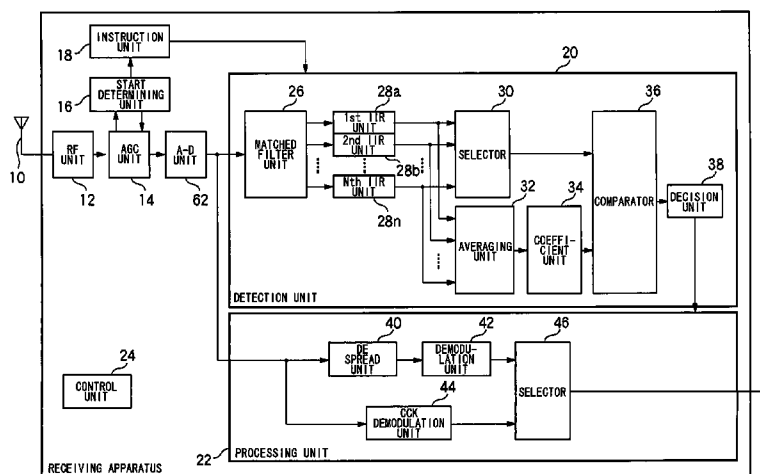 18
INSTRUCTION
UNIT
16
START
DETERMINING
UNIT
10
RF
UNIT
12
AGC
UNIT
14
A-D
UNIT
62
20
26
MATCHED
FILTER
UNIT
28a
1st IIR
UNIT
2nd IIR
UNIT
28b
Nth IIR
UNIT
28n
30
SELECTOR
32
AVERAGING
UNIT
34
COEFFI-
CIENT
UNIT
36
COMPARATOR
38
DECISION
UNIT
DETECTION UNIT
40
DE
SPREAD
UNIT
42
DEMODU-
LATION
UNIT
44
CCK
DEMODULATION
UNIT
46
SELECTOR
22
PROCESSING UNIT
24
CONTROL
UNIT
RECEIVING APPARATUS